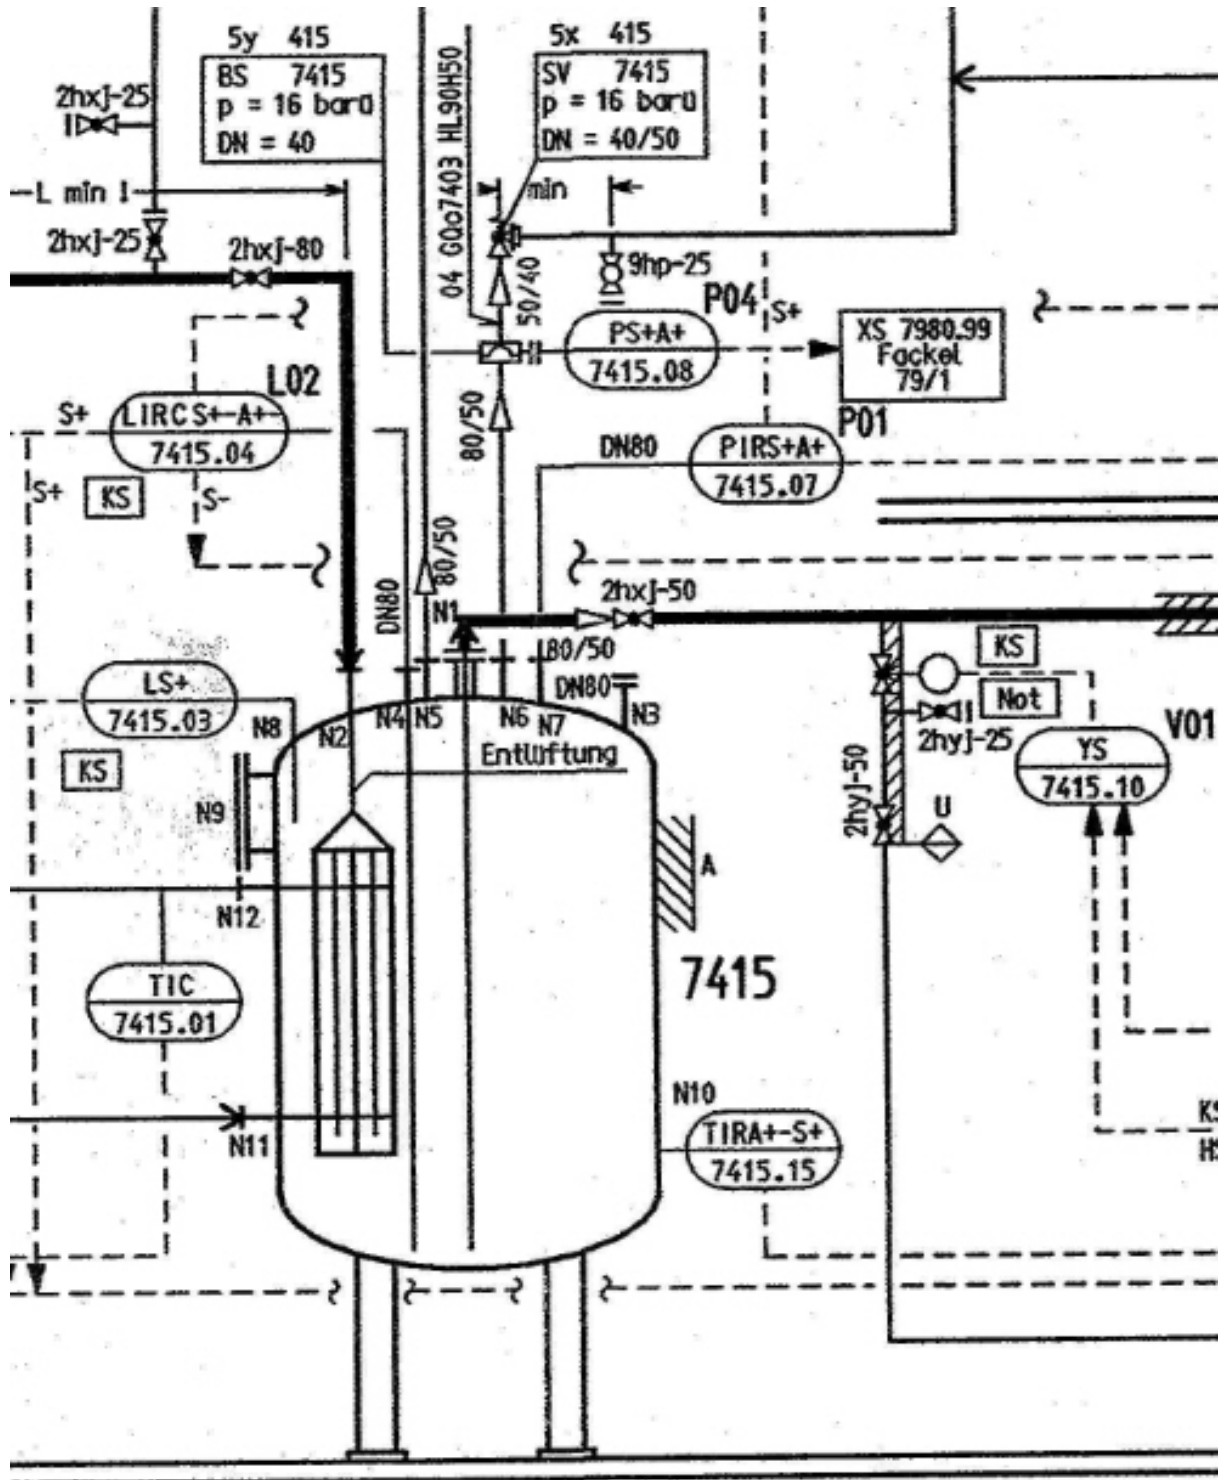 5y 415
BS 7415
p = 16 barü
DN = 40
5x 415
SV 7415
p = 16 barü
DN = 40/50
04 GQo7403 HL90H50
2hxj-25
L min I
min
2hxj-25
2hxj-80
9hp-25
50/40
P04
S+
PS+A+
7415.08
XS 7980.99
Fackel
79/1
L02
P01
S+
LIRCS+-A+-
7415.04
80/50
DN80
PIRS+A+
7415.07
S+
KS
S-
80/50
DN80
N1
2hxj-50
80/50
KS
Not
LS+
7415.03
N8
N2
N4
N5
N6
N7
DN80
N3
2hyj-25
V01
YS
7415.10
Entlüftung
KS
N9
2hyj-50
U
A
N12
7415
TIC
7415.01
N10
N11
TIRA+-S+
7415.15